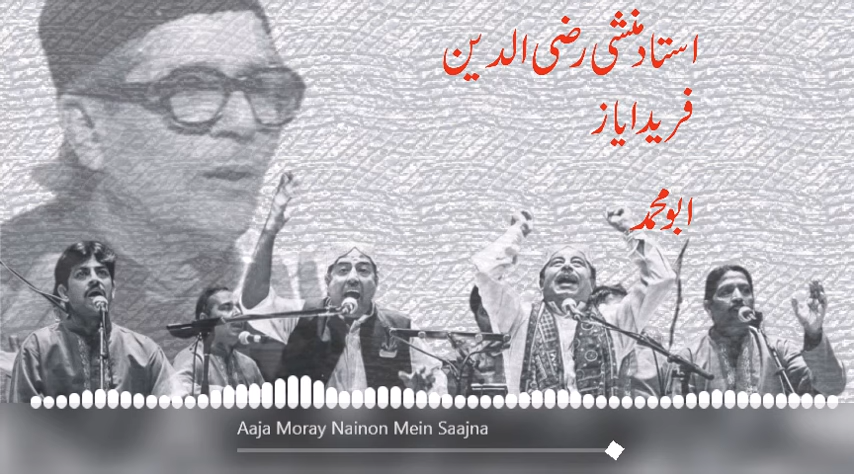 استاد منشی رضی الدین
فرید ایاز
ابو محمد
Aaja Moray Nainon Mein Saajna